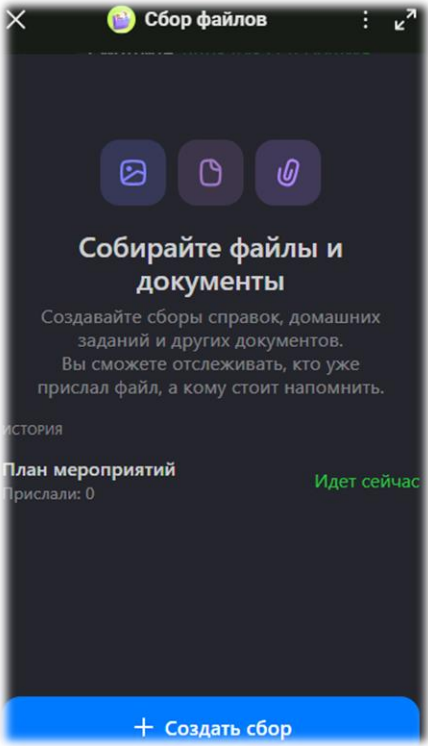 Сбор файлов
Собирайте файлы и
документы
Создавайте сборы справок, домашних
заданий и других документов.
Вы сможете отслеживать, кто уже
прислал файл, а кому стоит напомнить.
ИСТОРИЯ
План мероприятий
Идет сейчас
Прислали: 0
+ Создать сбор